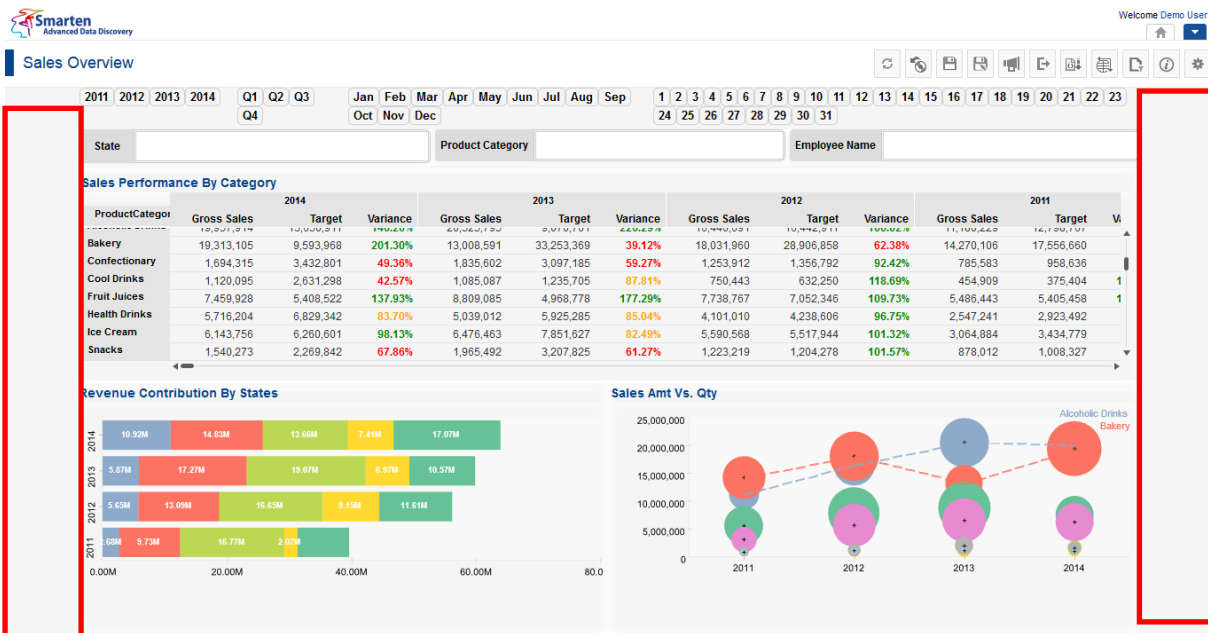 Smarten
Advanced Data Discovery
Welcome Demo User
Sales Overview
2011 2012 2013 2014 Q1 Q2 Q3 Jan Feb Mar Apr May Jun Jul Aug Sep 1 2 3 4 5 6 7 8 9 10 11 12 13 14 15 16 17 18 19 20 21 22 23
Q4 Oct Nov Dec 24 25 26 27 28 29 30 31
State Product Category Employee Name
Sales Performance By Category
2014 2013 2012 2011
ProductCategor Gross Sales Target Variance Gross Sales Target Variance Gross Sales Target Variance Gross Sales Target
Bakery 19,313,105 9,593,968 201.30% 13,008,591 33,253,369 39.12% 18,031,960 28,906,858 62.38% 14,270,106 17,556,660
Confectionary 1,694,315 3,432,801 49.36% 1,835,602 3,097,185 59.27% 1,253,912 1,356,792 92.42% 785,583 958,636
Cool Drinks 1,120,095 2,631,298 42.57% 1,085,087 1,235,705 87.81% 750,443 632,250 118.69% 454,909 375,404 1
Fruit Juices 7,459,928 5,408,522 137.93% 8,809,085 4,968,778 177.29% 7,738,767 7,052,346 109.73% 5,486,443 5,405,458 1
Health Drinks 5,716,204 6,829,342 83.70% 5,039,012 5,925,285 85.04% 4,101,010 4,238,606 96.75% 2,547,241 2,923,492
Ice Cream 6,143,756 6,260,601 98.13% 6,476,463 7,851,627 82.49% 5,590,568 5,517,944 101.32% 3,064,884 3,434,779
Snacks 1,540,273 2,269,842 67.86% 1,965,492 3,207,825 61.27% 1,223,219 1,204,278 101.57% 878,012 1,008,327
Revenue Contribution By States
2014 10.92M 14.83M 13.66M 7.41M 17.07M
2013 5.87M 17.27M 19.07M 6.97M 10.57M
2012 5.65M 13.09M 16.65M 9.15M 11.61M
2011 .68M 9.73M 16.77M 2.07M
0.00M 20.00M 40.00M 60.00M 80.0
Sales Amt Vs. Qty
Alcoholic Drinks
Bakery
25,000,000
20,000,000
15,000,000
10,000,000
5,000,000
0
2011 2012 2013 2014